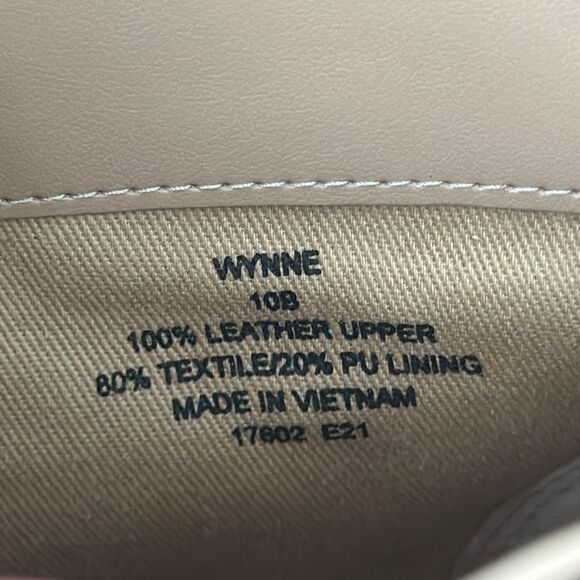 WYNNE
10B
100% LEATHER UPPER
80% TEXTILE/20% PU LINING
MADE IN VIETNAM
17602 E21